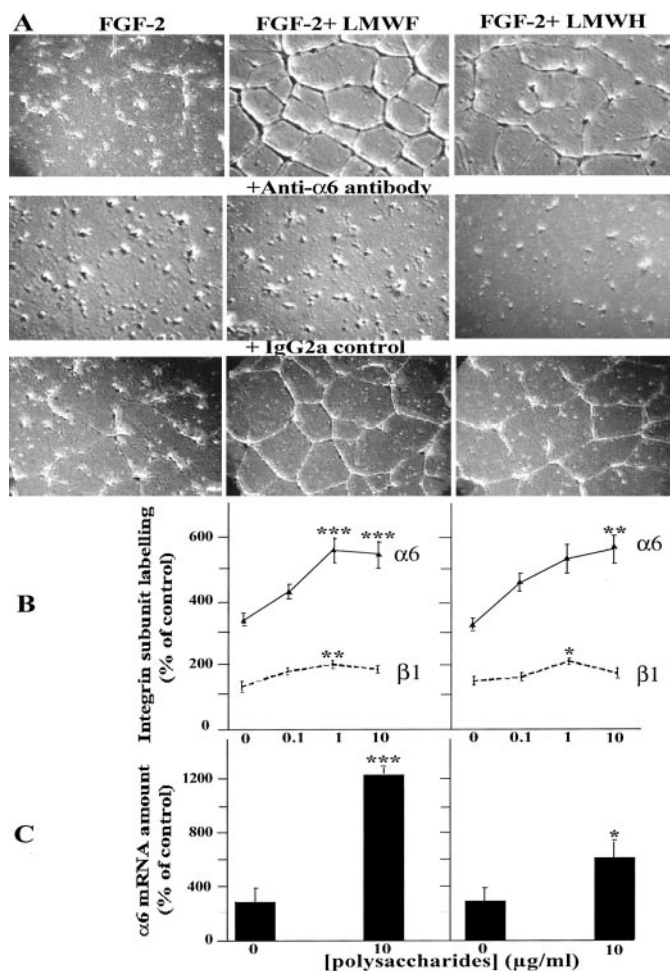 A
FGF-2
FGF-2+ LMWF
FGF-2+ LMWH
+Anti-α6 antibody
+ IgG2a control
B
Integrin subunit labelling
(% of control)
600
400
200
0
*** ***
α6
**
β1
0 0.1 1 10
**
α6
*
β1
0 0.1 1 10
C
α6 mRNA amount
(% of control)
1200
800
400
0
***
*
0 10 0 10
[polysaccharides] (μg/ml)